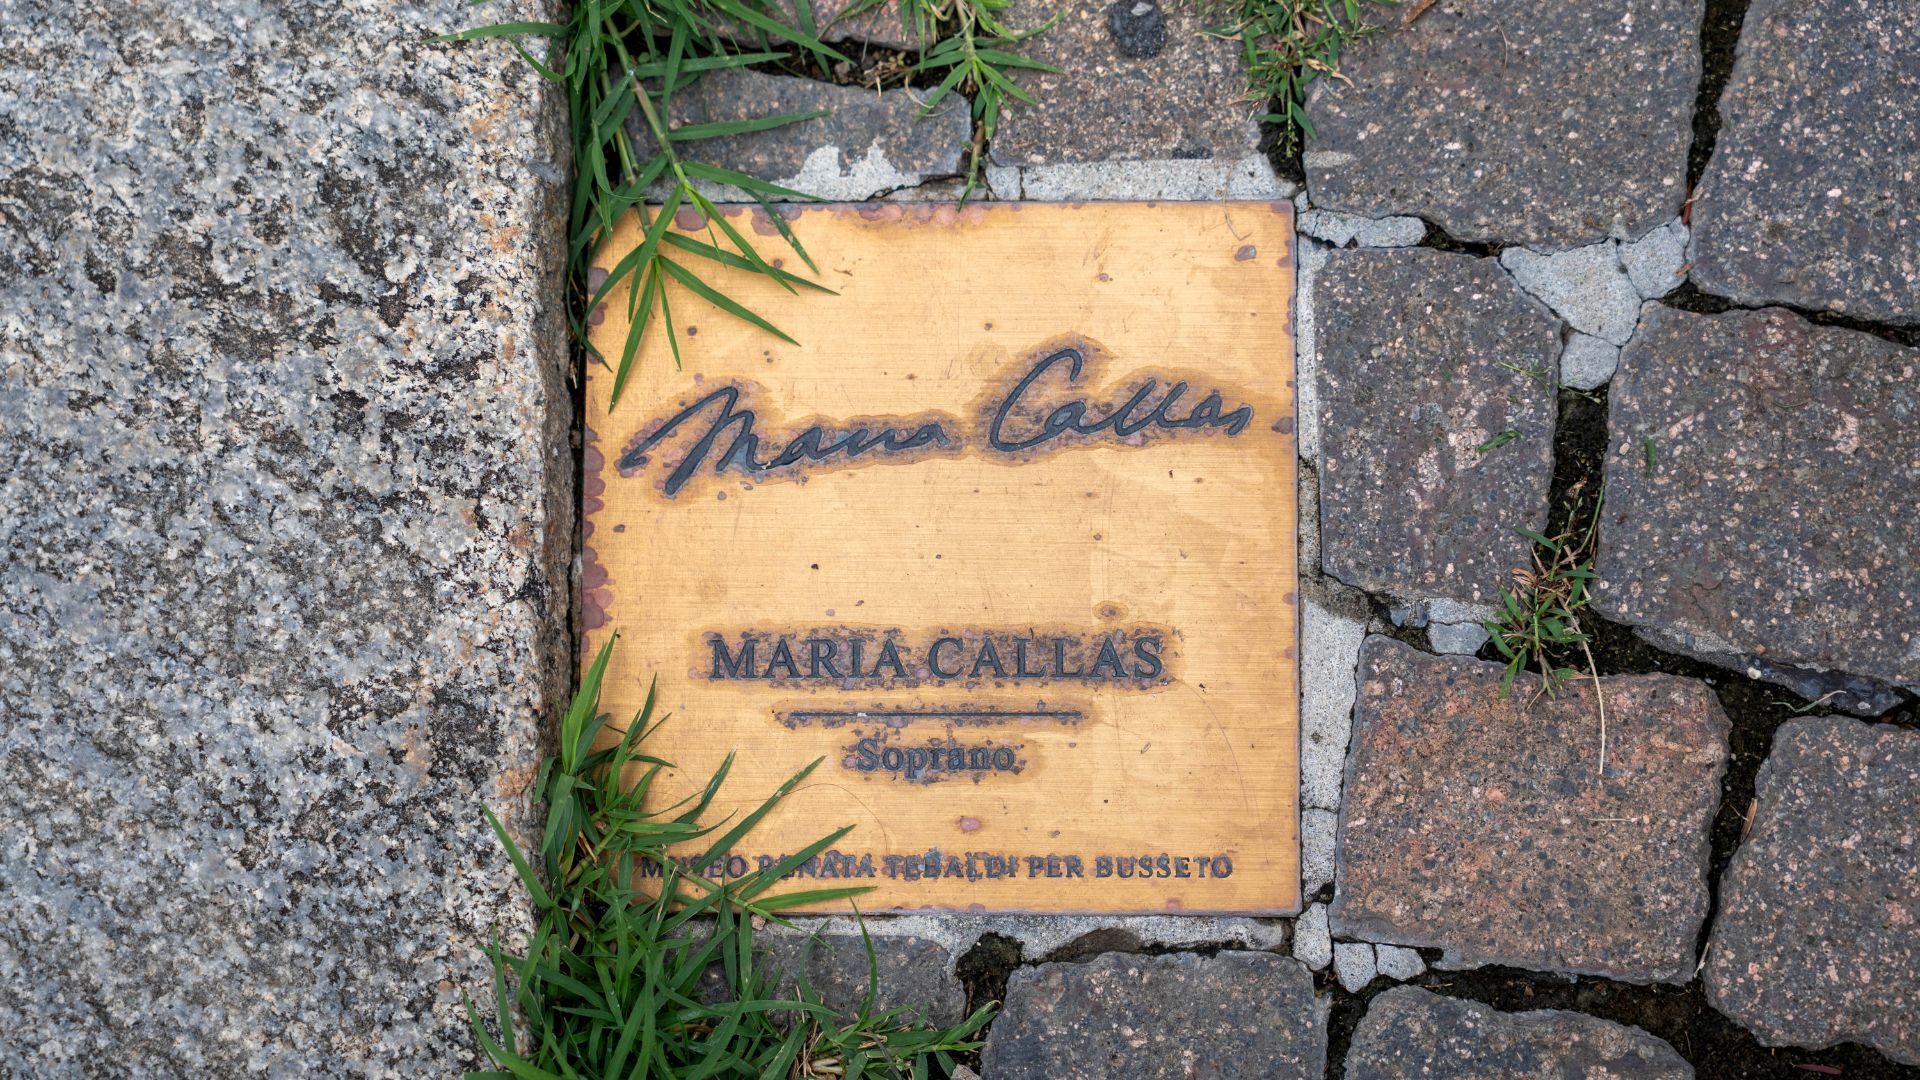 Maria Callas
MARIA CALLAS
Soprano
MUSEO RENATA TEBALDI PER BUSSETO